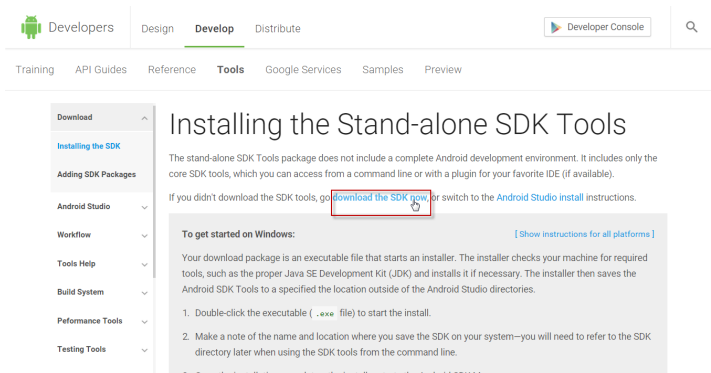 Developers
Design
Develop
Distribute
Developer Console
Training
API Guides
Reference
Tools
Google Services
Samples
Preview
Download
Installing the SDK
Adding SDK Packages
Android Studio
Workflow
Tools Help
Build System
Peformance Tools
Testing Tools
Installing the Stand-alone SDK Tools
The stand-alone SDK Tools package does not include a complete Android development environment. It includes only the
core SDK tools, which you can access from a command line or with a plugin for your favorite IDE (if available).
If you didn't download the SDK tools, go download the SDK now, or switch to the Android Studio install instructions.
To get started on Windows:
[ Show instructions for all platforms ]
Your download package is an executable file that starts an installer. The installer checks your machine for required
tools, such as the proper Java SE Development Kit (JDK) and installs it if necessary. The installer then saves the
Android SDK Tools to a specified the location outside of the Android Studio directories.
1. Double-click the executable ( .exe file) to start the install.
2. Make a note of the name and location where you save the SDK on your system—you will need to refer to the SDK
directory later when using the SDK tools from the command line.